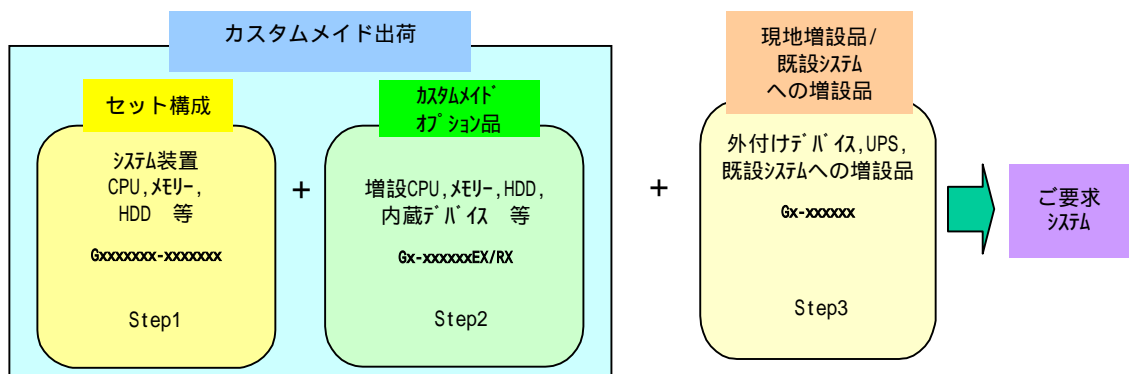 カスタムメイド出荷
セット構成
システム装置
CPU,メモリー,
HDD 等
Gxxxxxxx-xxxxxxx
Step1
+
カスタムメイド
オプション品
増設CPU,メモリー,HDD,
内蔵デバイス 等
Gx-xxxxxxEX/RX
Step2
+
現地増設品/
既設システム
への増設品
外付けデバイス,UPS,
既設システムへの増設品
Gx-xxxxxx
Step3
ご要求
システム